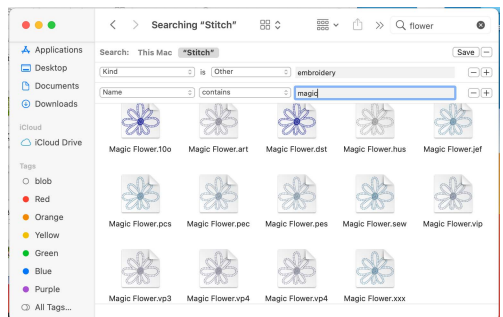 Searching “Stitch”
flower
Applications
Desktop
Documents
Downloads
iCloud
iCloud Drive
Tags
blob
Red
Orange
Yellow
Green
Blue
Purple
All Tags...
Search: This Mac “Stitch” Save
Kind is Other embroidery
Name contains magic
Magic Flower.10o Magic Flower.art Magic Flower.dst Magic Flower.hus Magic Flower.jef
Magic Flower.pcs Magic Flower.pec Magic Flower.pes Magic Flower.sew Magic Flower.vip
Magic Flower.vp3 Magic Flower.vp4 Magic Flower.vp4 Magic Flower.xxx